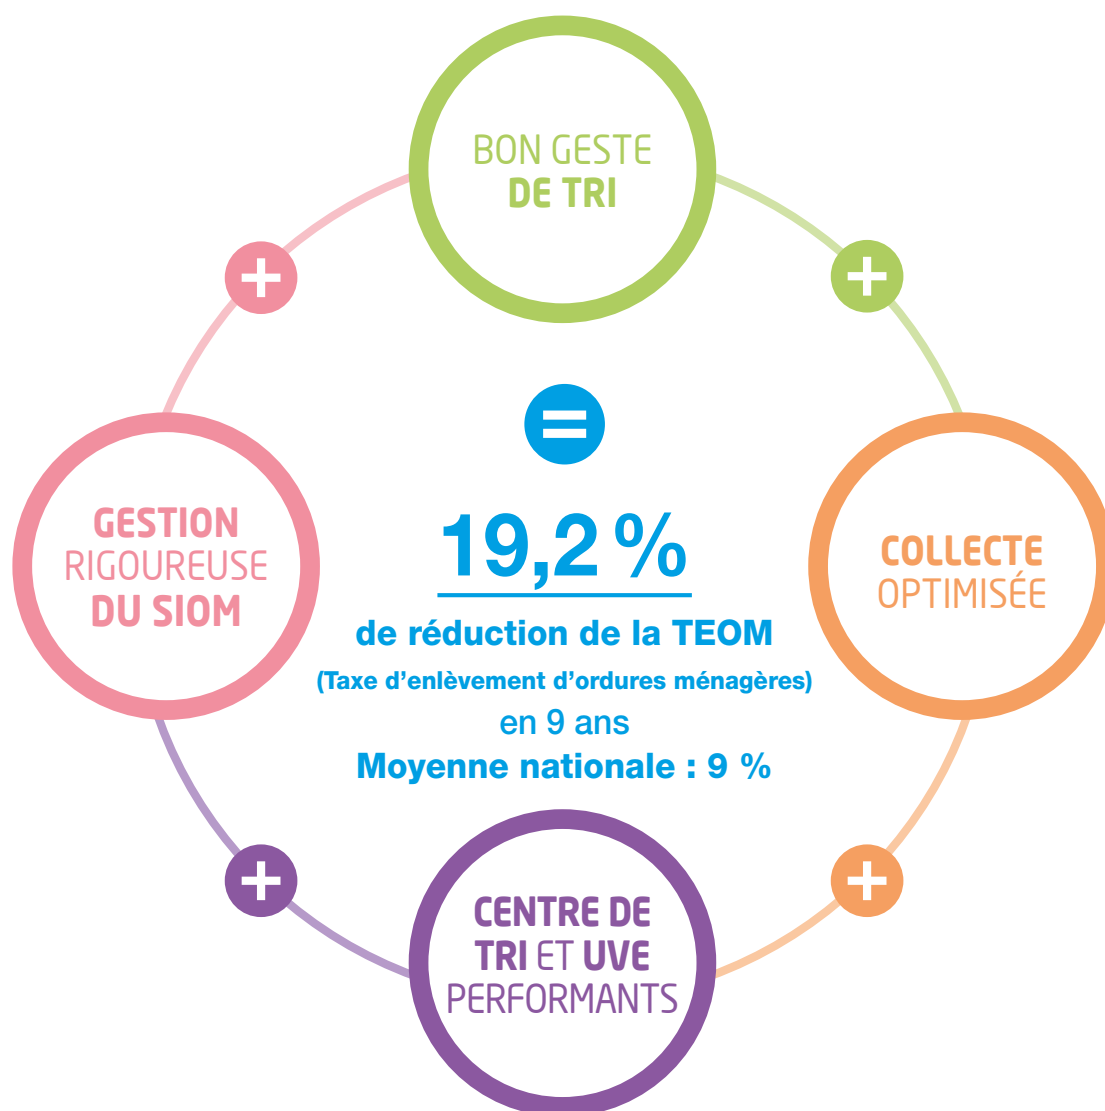 BON GESTE
DE TRI
+
+
=
GESTION
RIGOUREUSE
DU SIOM
19,2 %
de réduction de la TEOM
(Taxe d’enlèvement d’ordures ménagères)
en 9 ans
Moyenne nationale : 9 %
COLLECTE
OPTIMISÉE
+
+
CENTRE DE
TRI ET UVE
PERFORMANTS